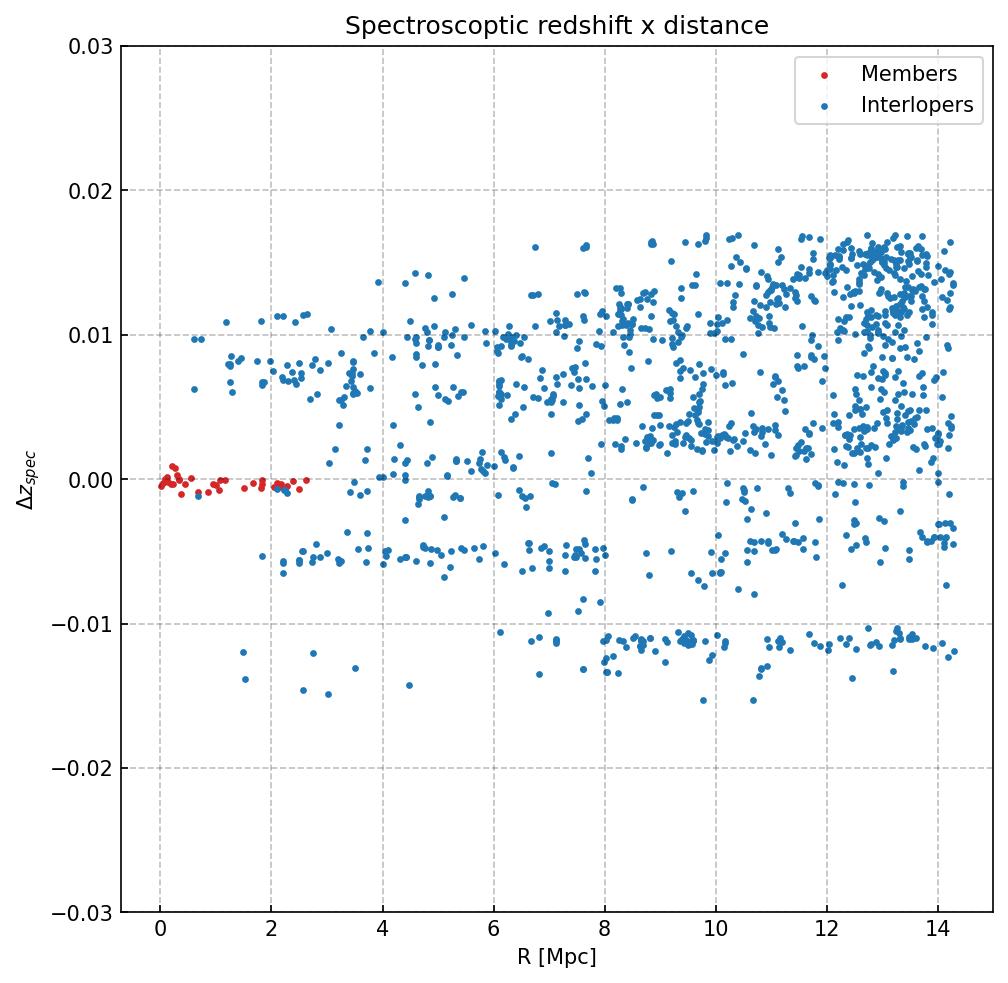 Spectroscoptic redshift x distance
0.03
Members
Interlopers
0.02
0.01
Δz_spec
0.00
−0.01
−0.02
−0.03
0 2 4 6 8 10 12 14
R [Mpc]